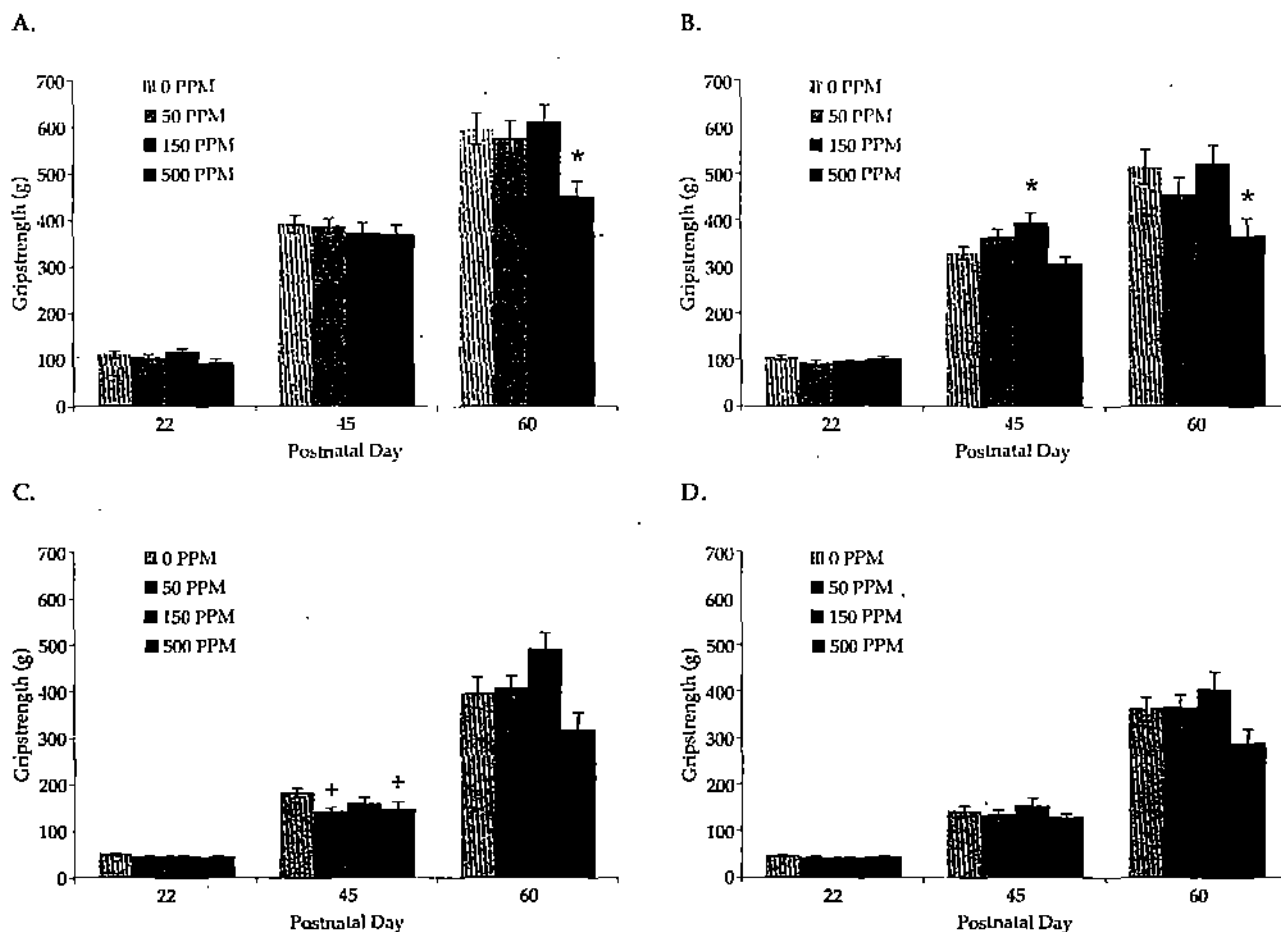 A.
700
600
500
400
300
200
100
0
Gripstrength (g)
0 PPM
50 PPM
150 PPM
500 PPM
*
22 45 60
Postnatal Day
B.
700
600
500
400
300
200
100
0
Gripstrength (g)
0 PPM
50 PPM
150 PPM
500 PPM
*
*
22 45 60
Postnatal Day
C.
700
600
500
400
300
200
100
0
Gripstrength (g)
0 PPM
50 PPM
150 PPM
500 PPM
+
+
22 45 60
Postnatal Day
D.
700
600
500
400
300
200
100
0
Gripstrength (g)
0 PPM
50 PPM
150 PPM
500 PPM
22 45 60
Postnatal Day